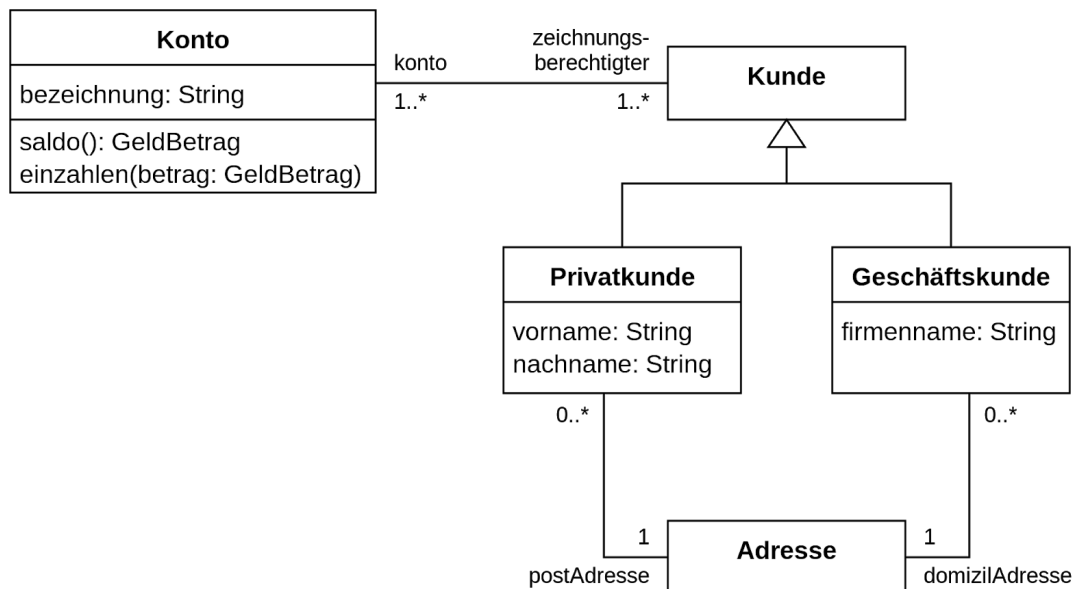 Konto
bezeichnung: String
saldo(): GeldBetrag
einzahlen(betrag: GeldBetrag)
konto
1..*
zeichnungs-
berechtigter
1..*
Kunde
Privatkunde
vorname: String
nachname: String
0..*
Geschäftskunde
firmenname: String
0..*
1
postAdresse
Adresse
1
domizilAdresse